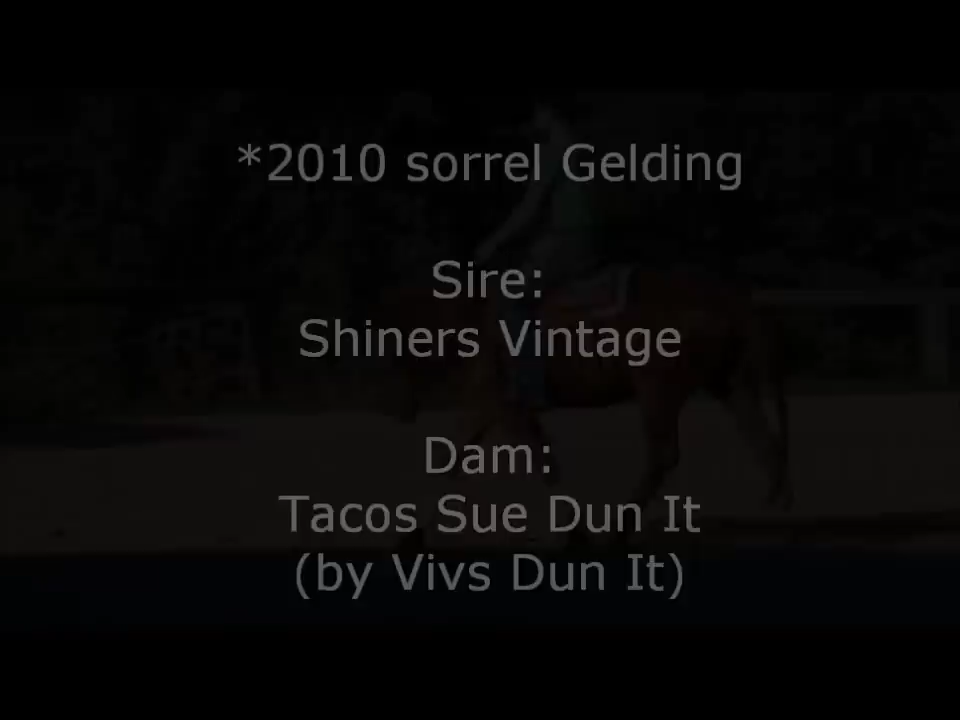 *2010 sorrel Gelding
Sire:
Shiners Vintage
Dam:
Tacos Sue Dun It
(by Vivs Dun It)